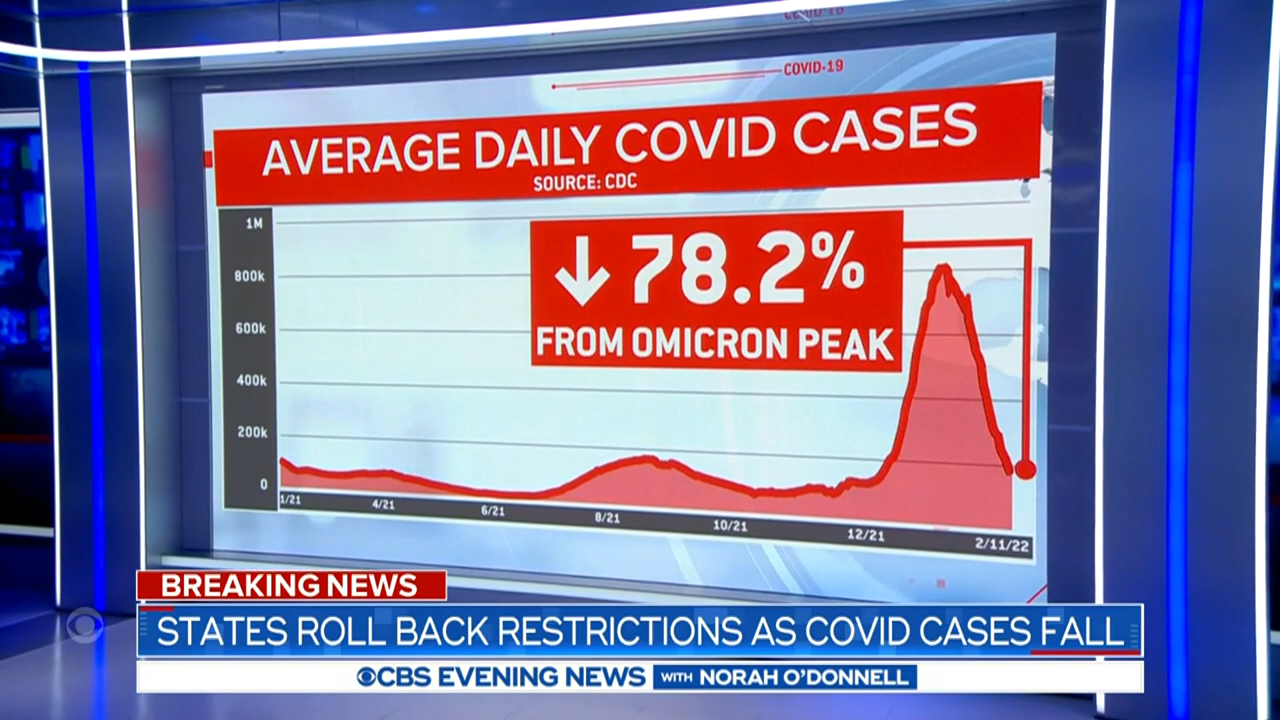 COVID-19
COVID-19
AVERAGE DAILY COVID CASES
SOURCE: CDC
1M
800k
600k
400k
200k
0
↓ 78.2%
FROM OMICRON PEAK
1/21
4/21
6/21
8/21
10/21
12/21
2/11/22
BREAKING NEWS
STATES ROLL BACK RESTRICTIONS AS COVID CASES FALL
CBS EVENING NEWS WITH NORAH O'DONNELL